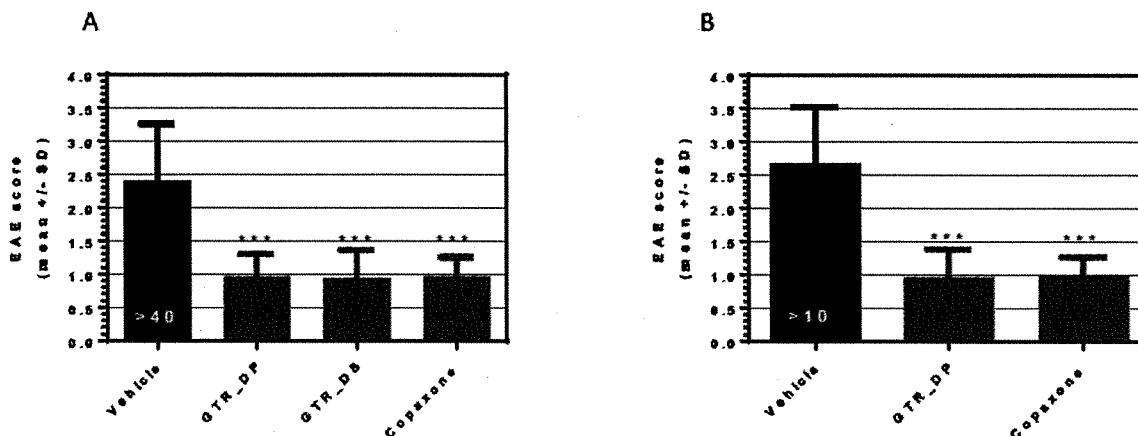 A
EAE score
(mean +/- SD)
4.0
3.5
3.0
2.5
2.0
1.5
1.0
0.5
0.0
***
***
***
>40
Vehicle
GTR_DP
GTR_DS
Copaxone
B
EAE score
(mean +/- SD)
4.0
3.5
3.0
2.5
2.0
1.5
1.0
0.5
0.0
***
***
>10
Vehicle
GTR_DP
Copaxone